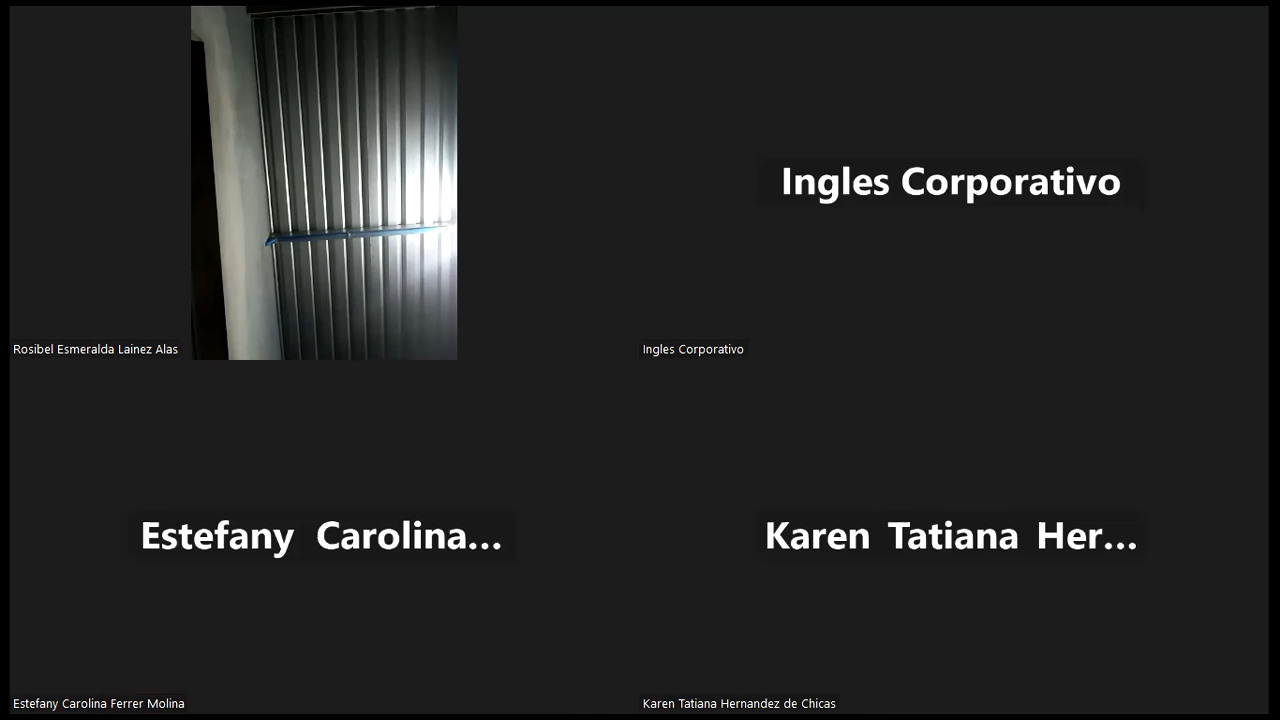 Ingles Corporativo
Rosibel Esmeralda Lainez Alas
Ingles Corporativo
Estefany Carolina...
Karen Tatiana Her...
Estefany Carolina Ferrer Molina
Karen Tatiana Hernandez de Chicas